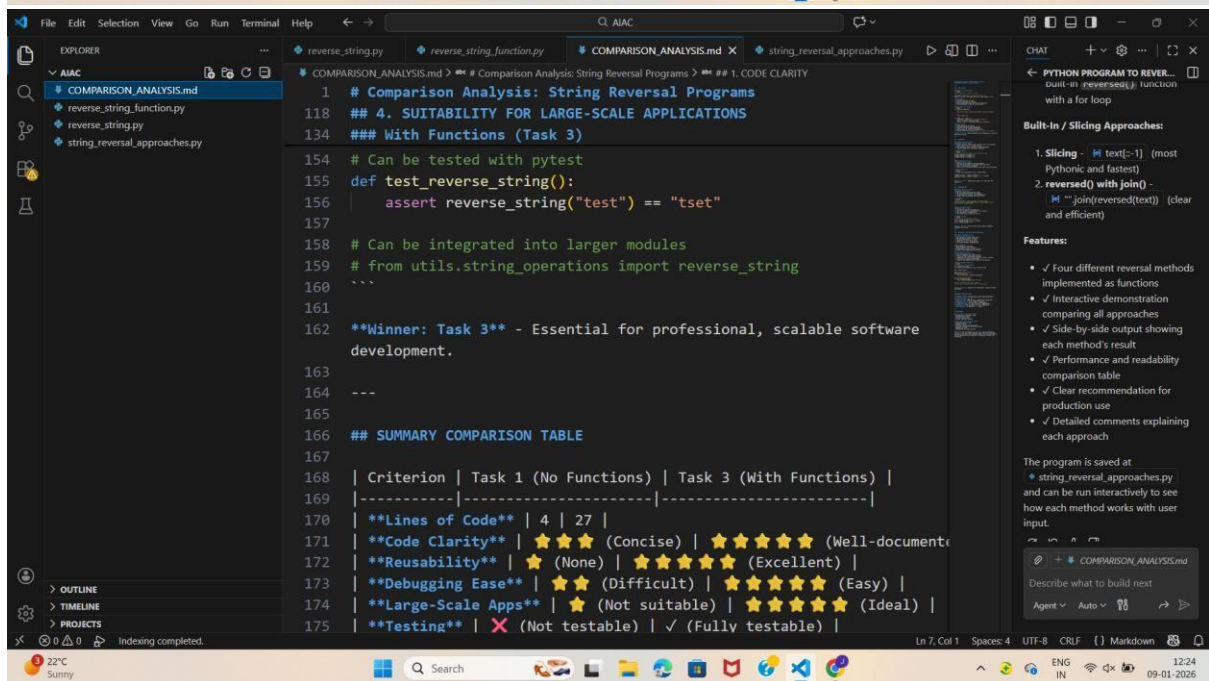 File Edit Selection View Go Run Terminal Help
AIAC
EXPLORER
AIAC
COMPARISON_ANALYSIS.md
reverse_string_function.py
reverse_string.py
string_reversal_approaches.py
OUTLINE
TIMELINE
PROJECTS
reverse_string.py reverse_string_function.py COMPARISON_ANALYSIS.md string_reversal_approaches.py
COMPARISON_ANALYSIS.md > # Comparison Analysis: String Reversal Programs > ## 1. CODE CLARITY
1 # Comparison Analysis: String Reversal Programs
118 ## 4. SUITABILITY FOR LARGE-SCALE APPLICATIONS
134 ### With Functions (Task 3)
154 # Can be tested with pytest
155 def test_reverse_string():
156 assert reverse_string("test") == "tset"
157
158 # Can be integrated into larger modules
159 # from utils.string_operations import reverse_string
160 ```
161
162 **Winner: Task 3** - Essential for professional, scalable software
development.
163
164 ---
165
166 ## SUMMARY COMPARISON TABLE
167
168 | Criterion | Task 1 (No Functions) | Task 3 (With Functions) |
169 |-----------|----------------------|------------------------|
170 | **Lines of Code** | 4 | 27 |
171 | **Code Clarity** | ⭐⭐⭐ (Concise) | ⭐⭐⭐⭐⭐ (Well-documente
172 | **Reusability** | ⭐ (None) | ⭐⭐⭐⭐⭐ (Excellent) |
173 | **Debugging Ease** | ⭐⭐ (Difficult) | ⭐⭐⭐⭐⭐ (Easy) |
174 | **Large-Scale Apps** | ⭐ (Not suitable) | ⭐⭐⭐⭐⭐ (Ideal) |
175 | **Testing** | ❌ (Not testable) | ✓ (Fully testable) |
CHAT
PYTHON PROGRAM TO REVER...
built-in reversed() function
with a for loop
Built-In / Slicing Approaches:
1. Slicing - text[::-1] (most
Pythonic and fastest)
2. reversed() with join() -
"".join(reversed(text)) (clear
and efficient)
Features:
• ✓ Four different reversal methods
implemented as functions
• ✓ Interactive demonstration
comparing all approaches
• ✓ Side-by-side output showing
each method's result
• ✓ Performance and readability
comparison table
• ✓ Clear recommendation for
production use
• ✓ Detailed comments explaining
each approach
The program is saved at
string_reversal_approaches.py
and can be run interactively to see
how each method works with user
input.
COMPARISON_ANALYSIS.md
Describe what to build next
Agent Auto
0 0 Indexing completed.
Ln 7, Col 1 Spaces: 4 UTF-8 CRLF {} Markdown
3 22°C
Sunny
Search
ENG
IN
12:24
09-01-2026